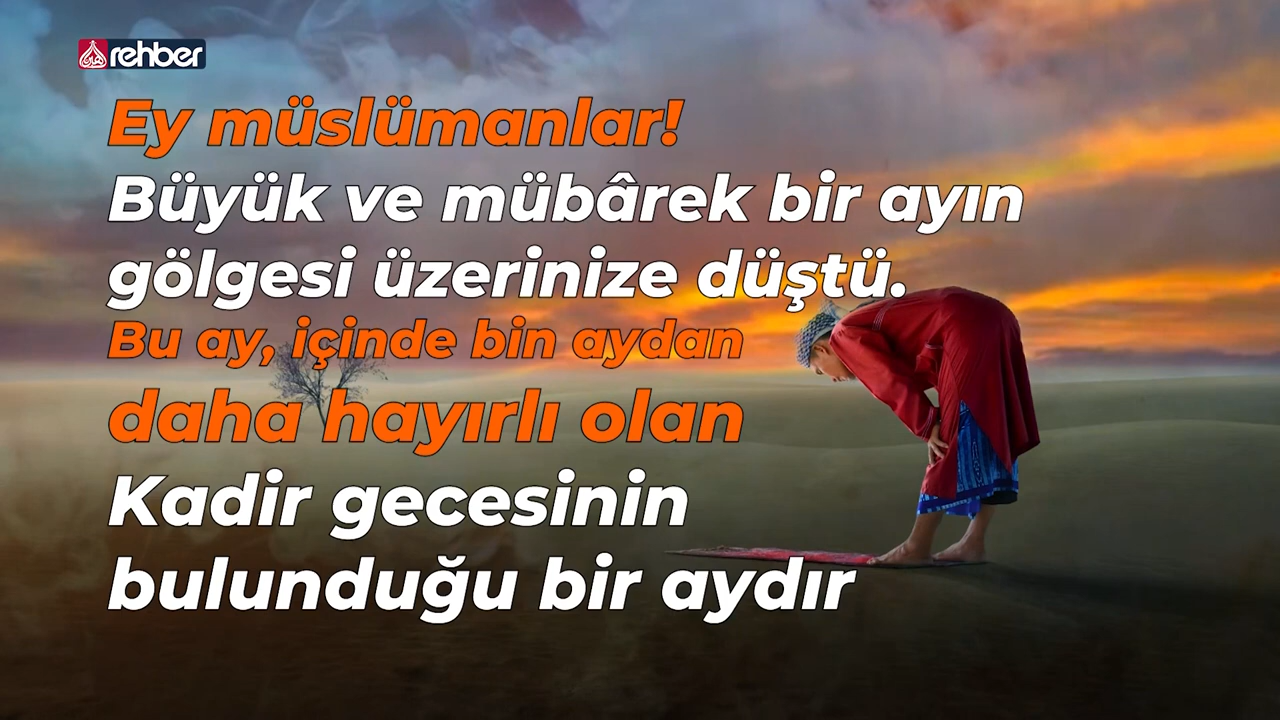 rehber
Ey müslümanlar!
Büyük ve mübârek bir ayın
gölgesi üzerinize düştü.
Bu ay, içinde bin aydan
daha hayırlı olan
Kadir gecesinin
bulunduğu bir aydır